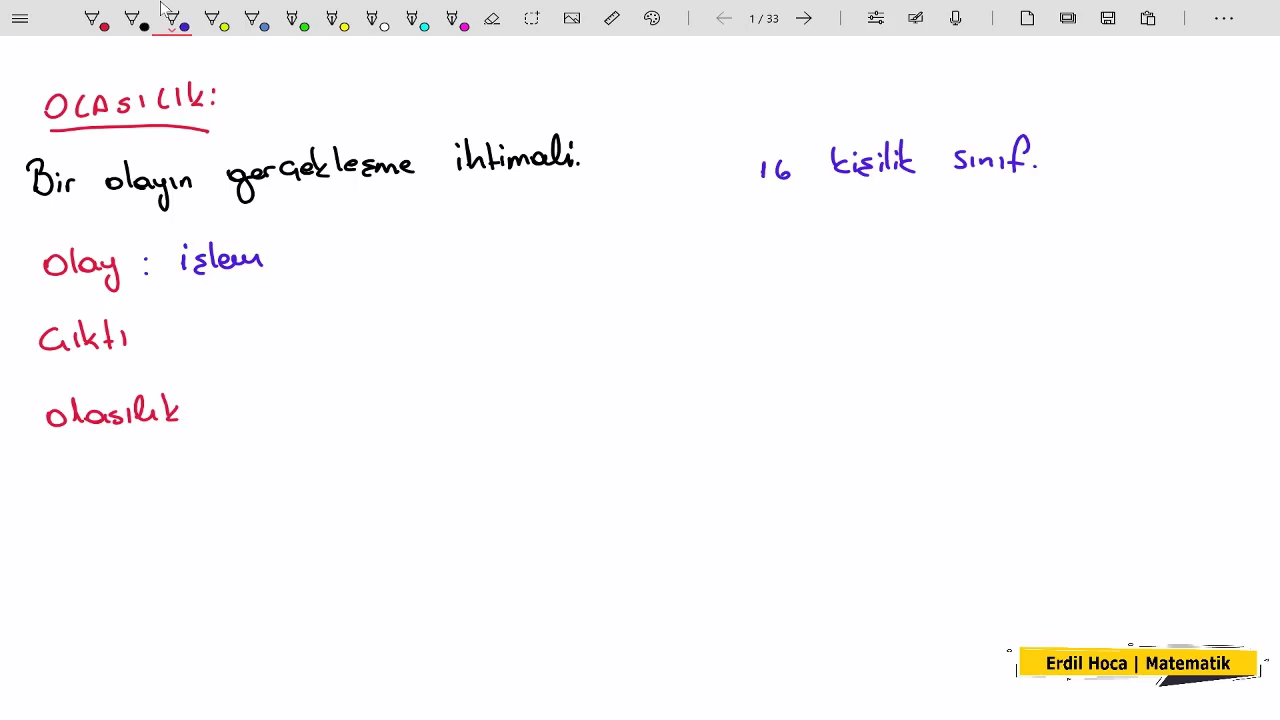 1 / 33
OLASILIK:
Bir olayın gerçekleşme ihtimali.
16 kişilik sınıf.
Olay : işlem
Çıktı
olasılık
Erdil Hoca | Matematik